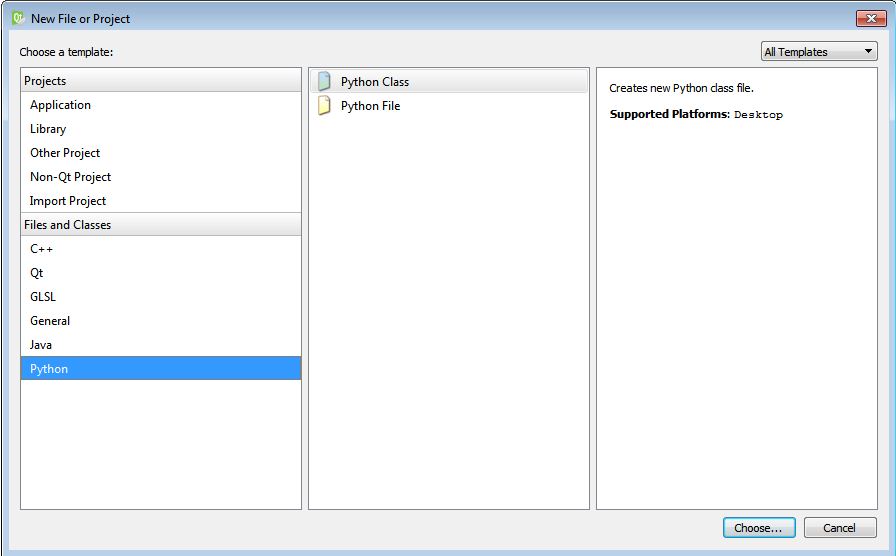 New File or Project
Choose a template:
All Templates
Projects
Application
Library
Other Project
Non-Qt Project
Import Project
Files and Classes
C++
Qt
GLSL
General
Java
Python
Python Class
Python File
Creates new Python class file.
Supported Platforms: Desktop
Choose...
Cancel